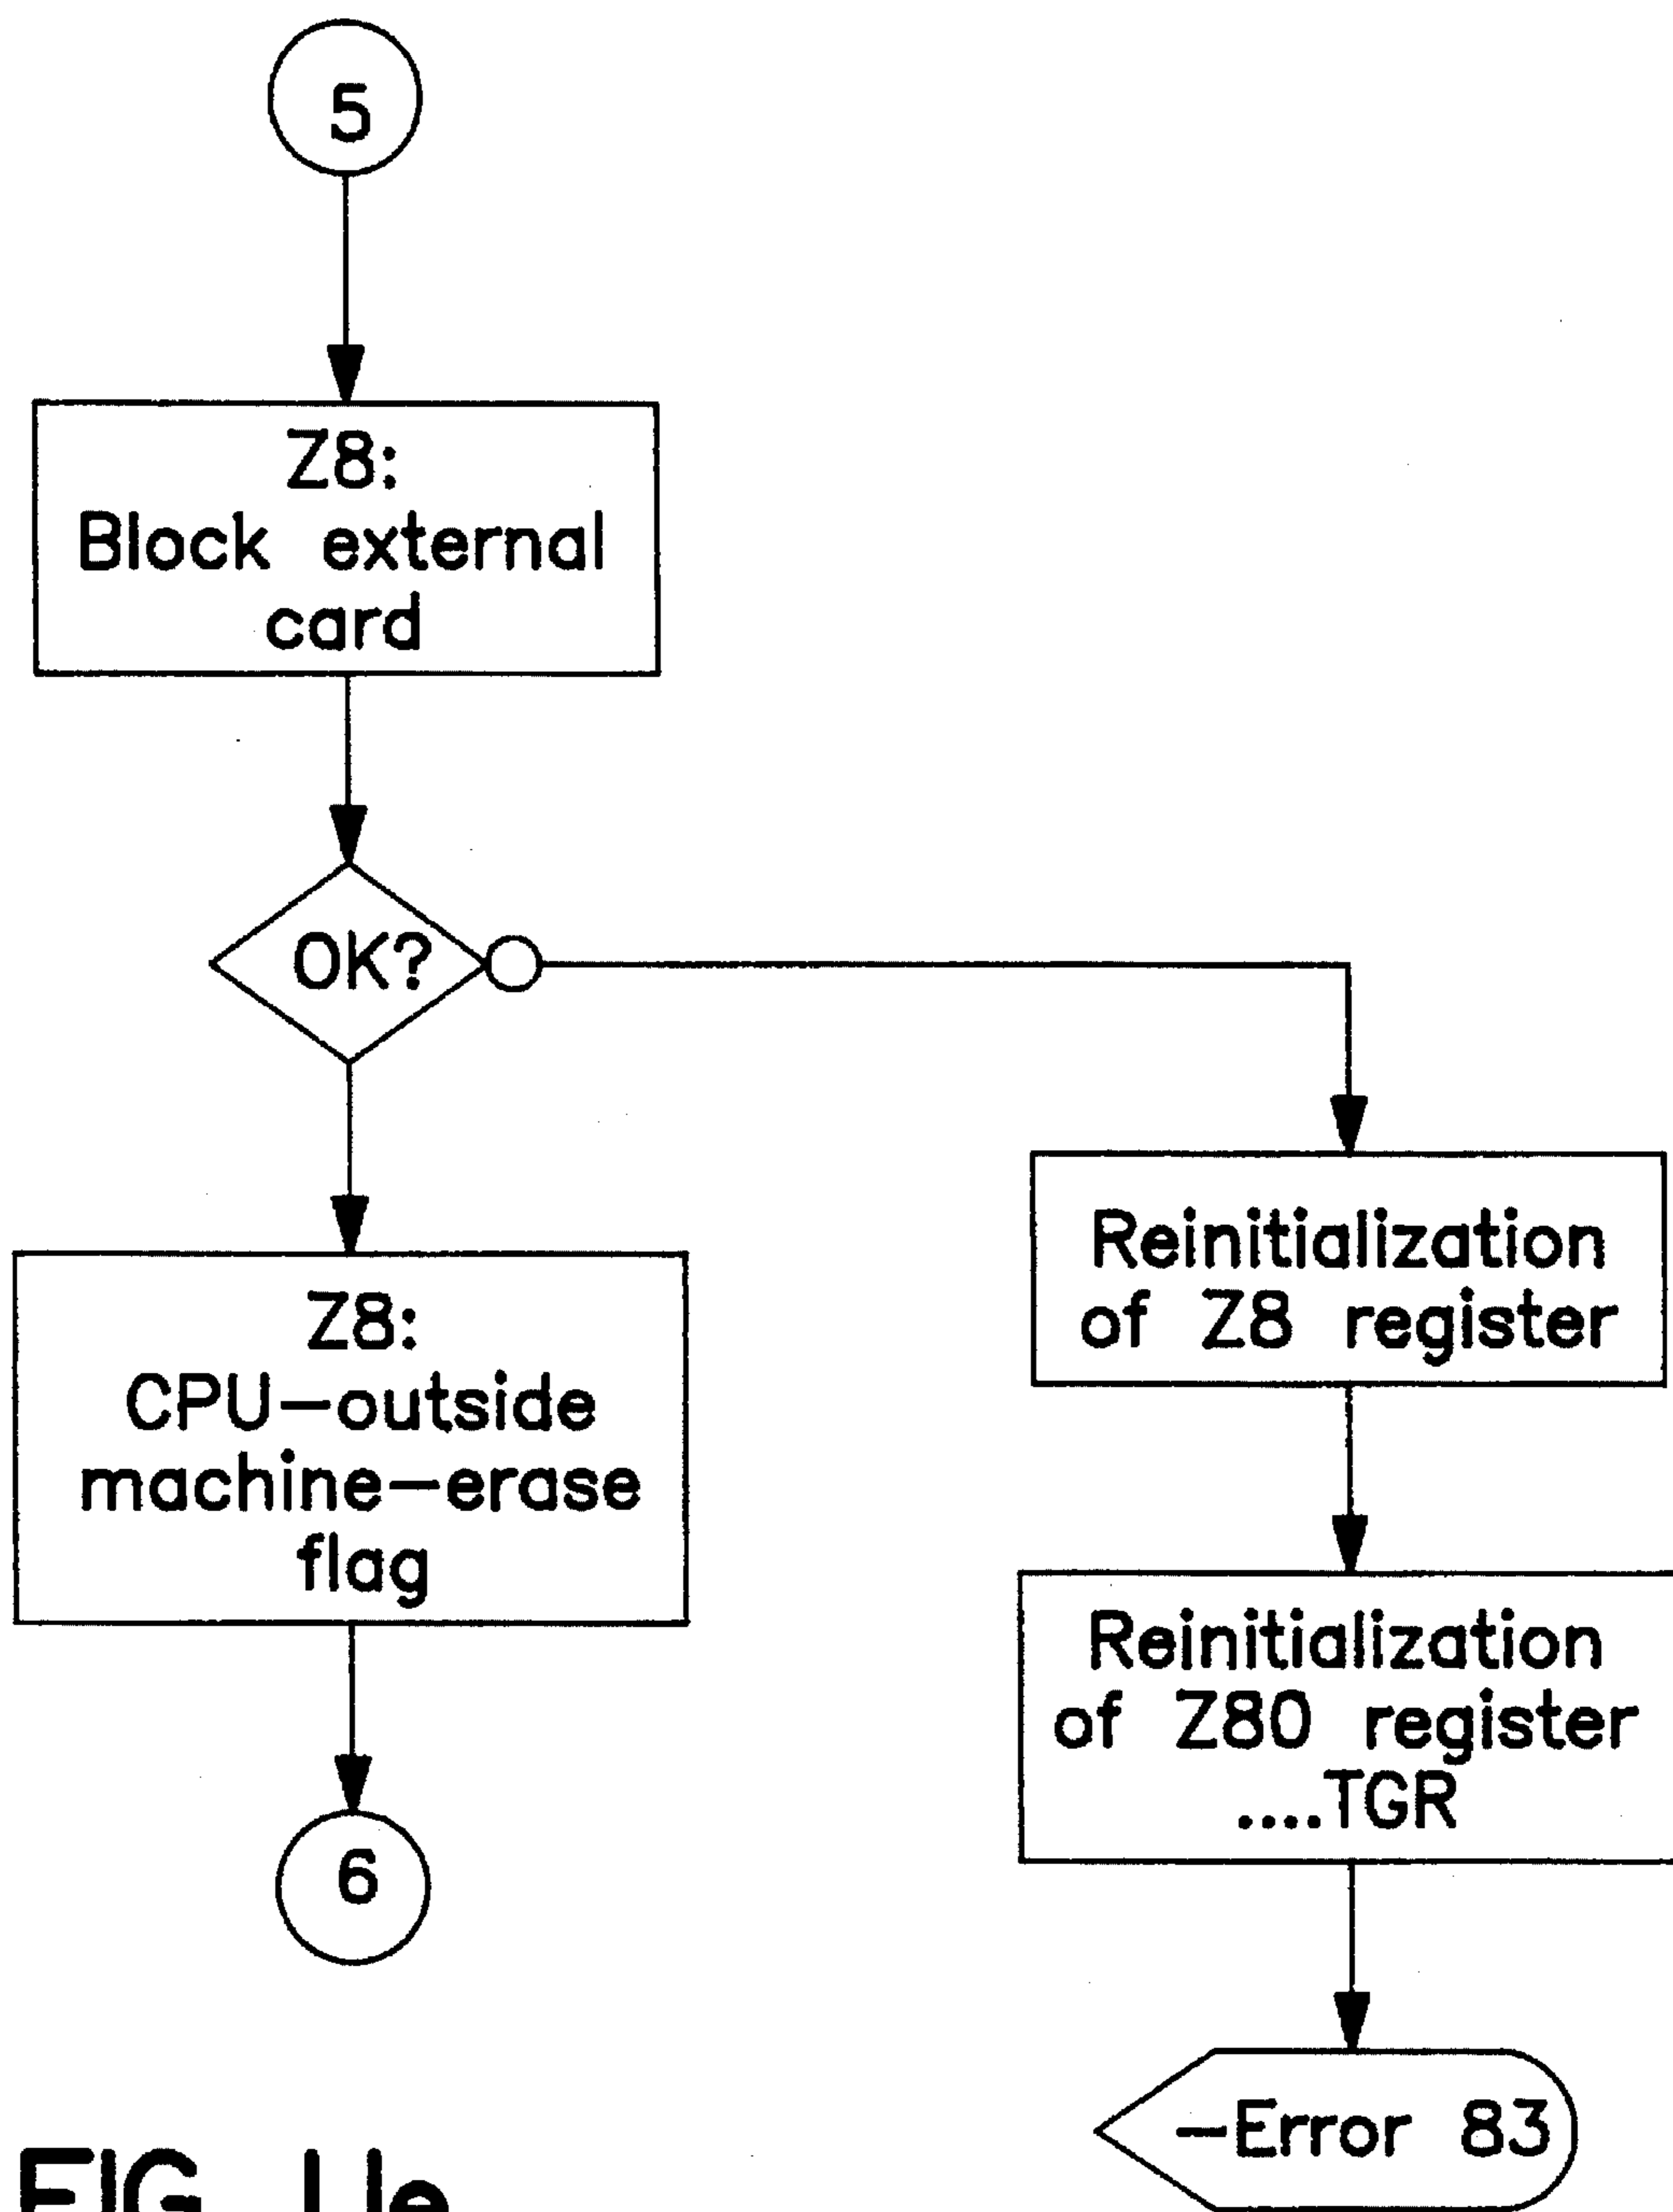 5
Z8:
Block external
card
OK?
Z8:
CPU-outside
machine-erase
flag
6
Reinitialization
of Z8 register
Reinitialization
of Z80 register
....TGR
-Error 83
FIG. 11e